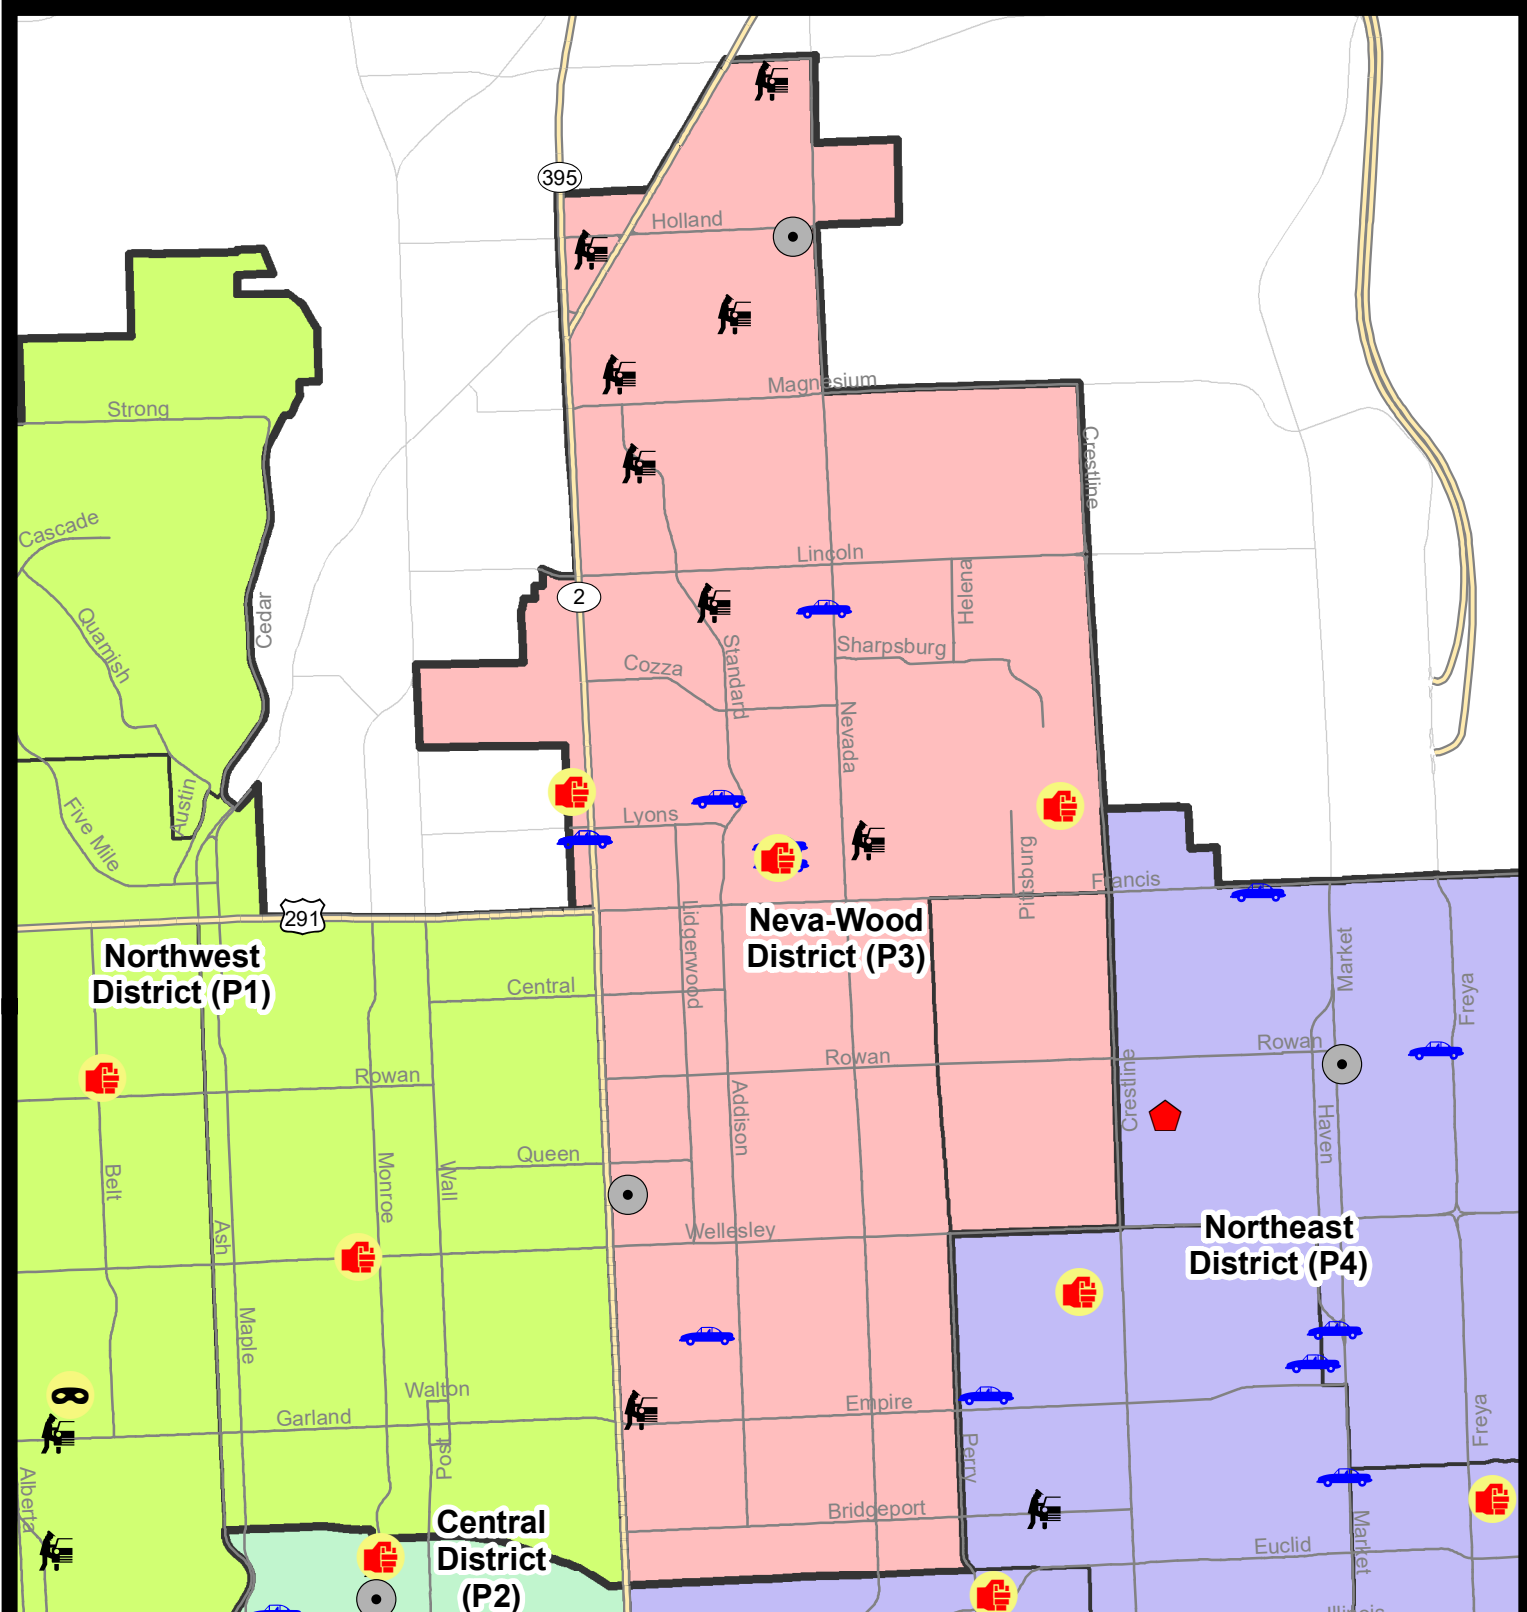 395
Holland
Magnesium
Strong
Crestline
Cascade
Lincoln
Helena
2
Cedar
Quamish
Sharpsburg
Cozza
Standard
Nevada
Austin
Five Mile
Lyons
Pittsburg
Francis
291
Lidgerwood
Neva-Wood
District (P3)
Northwest
District (P1)
Market
Freya
Central
Rowan
Rowan
Rowan
Crestline
Addison
Haven
Queen
Belt
Monroe
Wall
Ash
Wellesley
Northeast
District (P4)
Maple
Walton
Garland
Empire
Freya
Perry
Post
Alberta
Bridgeport
Central
District
(P2)
Market
Euclid